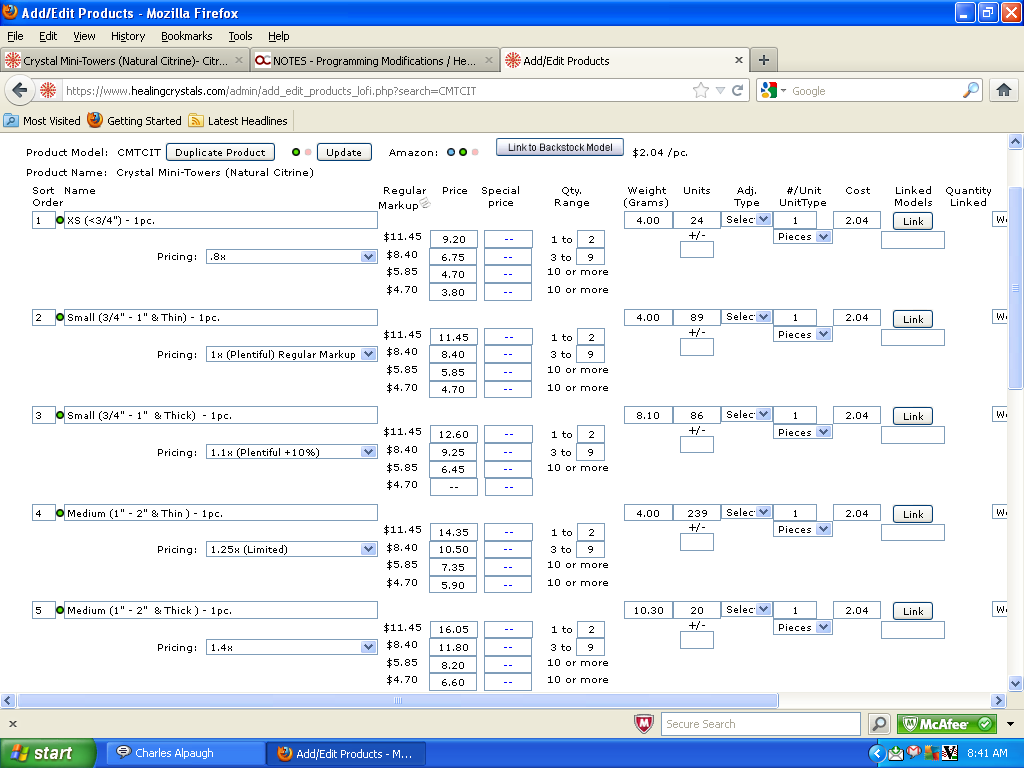 Add/Edit Products - Mozilla Firefox
File Edit View History Bookmarks Tools Help
Crystal Mini-Towers (Natural Citrine)- Citr... NOTES - Programming Modifications / He... Add/Edit Products
https://www.healingcrystals.com/admin/add_edit_products_lofi.php?search=CMTCIT Google
Most Visited Getting Started Latest Headlines
Product Model: CMTCIT Duplicate Product Update Amazon: Link to Backstock Model $2.04 /pc.
Product Name: Crystal Mini-Towers (Natural Citrine)
Sort Name Regular Price Special Qty. Weight Units Adj. #/Unit Cost Linked Quantity
Order Markup price Range (Grams) Type UnitType Models Linked
1 XS (<3/4") - 1pc. 4.00 24 Selec 1 2.04 Link
$11.45 9.20 -- 1 to 2 +/- Pieces
Pricing: .8x $8.40 6.75 -- 3 to 9
$5.85 4.70 -- 10 or more
$4.70 3.80 -- 10 or more
2 Small (3/4" - 1" & Thin) - 1pc. 4.00 89 Selec 1 2.04 Link
$11.45 11.45 -- 1 to 2 +/- Pieces
Pricing: 1x (Plentiful) Regular Markup $8.40 8.40 -- 3 to 9
$5.85 5.85 -- 10 or more
$4.70 4.70 -- 10 or more
3 Small (3/4" - 1" & Thick) - 1pc. 8.10 86 Selec 1 2.04 Link
$11.45 12.60 -- 1 to 2 +/- Pieces
Pricing: 1.1x (Plentiful +10%) $8.40 9.25 -- 3 to 9
$5.85 6.45 -- 10 or more
$4.70 -- --
4 Medium (1" - 2" & Thin ) - 1pc. 4.00 239 Selec 1 2.04 Link
$11.45 14.35 -- 1 to 2 +/- Pieces
Pricing: 1.25x (Limited) $8.40 10.50 -- 3 to 9
$5.85 7.35 -- 10 or more
$4.70 5.90 -- 10 or more
5 Medium (1" - 2" & Thick ) - 1pc. 10.30 20 Selec 1 2.04 Link
$11.45 16.05 -- 1 to 2 +/- Pieces
Pricing: 1.4x $8.40 11.80 -- 3 to 9
$5.85 8.20 -- 10 or more
$4.70 6.60 -- 10 or more
Secure Search McAfee
start Charles Alpaugh Add/Edit Products - M... 8:41 AM